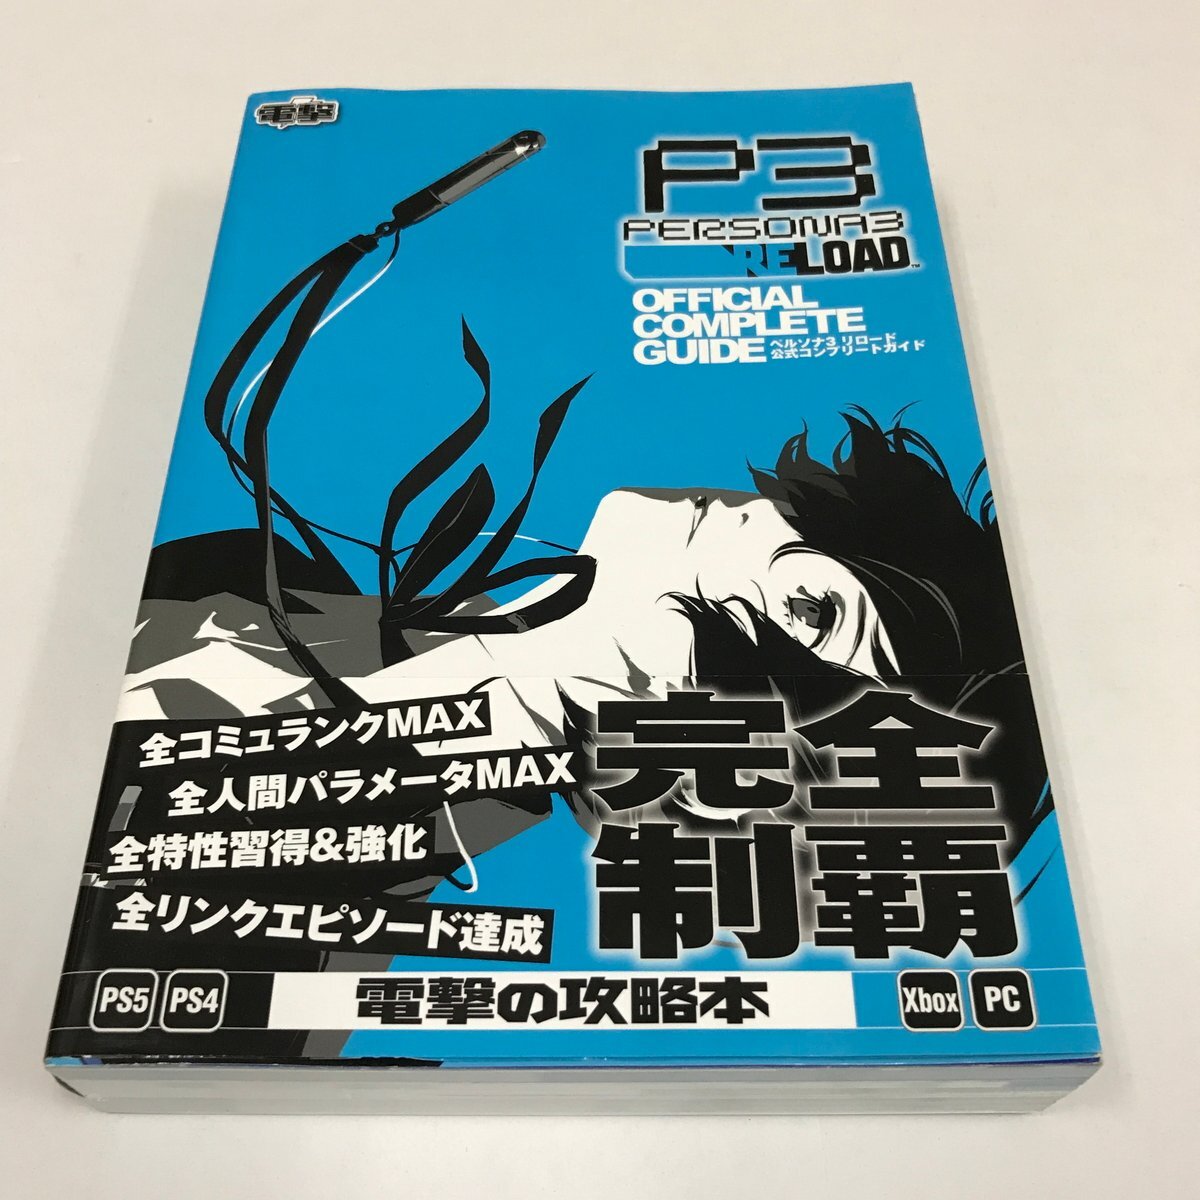 電撃
P3
PERSONA3
RELOAD™
OFFICIAL
COMPLETE
GUIDE
ペルソナ3 リロード
公式コンプリートガイド
全コミュランクMAX
全人間パラメータMAX
全特性習得&強化
全リンクエピソード達成
完全
制覇
PS5 PS4
電撃の攻略本
Xbox PC